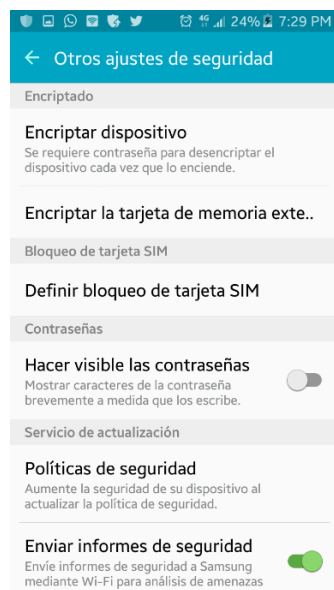 4G 24% 7:29 PM
Otros ajustes de seguridad
Encriptado
Encriptar dispositivo
Se requiere contraseña para desencriptar el
dispositivo cada vez que lo enciende.
Encriptar la tarjeta de memoria exte..
Bloqueo de tarjeta SIM
Definir bloqueo de tarjeta SIM
Contraseñas
Hacer visible las contraseñas
Mostrar caracteres de la contraseña
brevemente a medida que los escribe.
Servicio de actualización
Políticas de seguridad
Aumente la seguridad de su dispositivo al
actualizar la política de seguridad.
Enviar informes de seguridad
Envíe informes de seguridad a Samsung
mediante Wi-Fi para análisis de amenazas